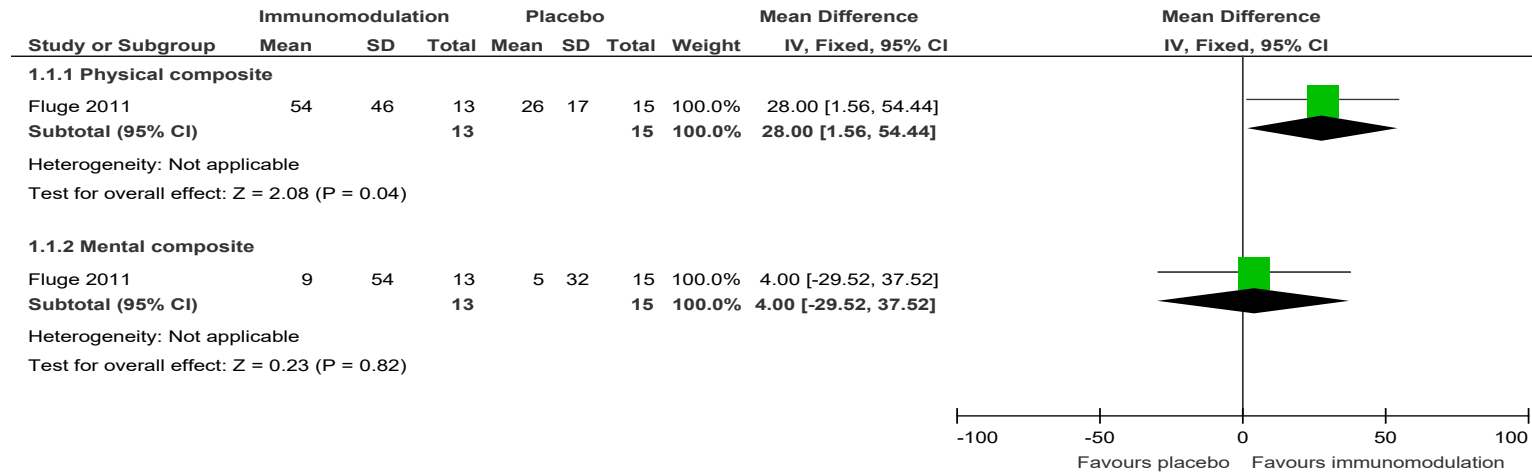 Immunomodulation Placebo Mean Difference Mean Difference
Study or Subgroup Mean SD Total Mean SD Total Weight IV, Fixed, 95% CI IV, Fixed, 95% CI
1.1.1 Physical composite
Fluge 2011 54 46 13 26 17 15 100.0% 28.00 [1.56, 54.44]
Subtotal (95% CI) 13 15 100.0% 28.00 [1.56, 54.44]
Heterogeneity: Not applicable
Test for overall effect: Z = 2.08 (P = 0.04)
1.1.2 Mental composite
Fluge 2011 9 54 13 5 32 15 100.0% 4.00 [-29.52, 37.52]
Subtotal (95% CI) 13 15 100.0% 4.00 [-29.52, 37.52]
Heterogeneity: Not applicable
Test for overall effect: Z = 0.23 (P = 0.82)
-100 -50 0 50 100
Favours placebo Favours immunomodulation